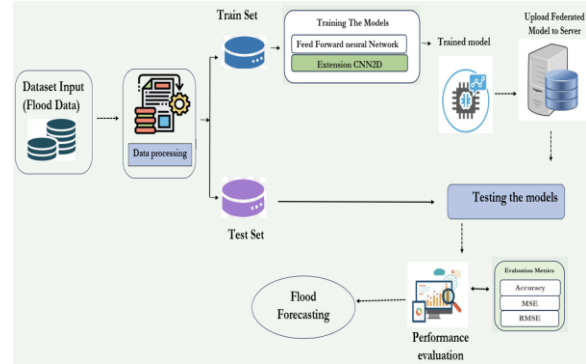 Dataset Input
(Flood Data)
Data processing
Train Set
Test Set
Training The Models
Feed Forward neural Network
Extension CNN2D
Trained model
Upload Federated
Model to Server
Testing the models
Flood
Forecasting
Performance
evaluation
Evaluation Metrics
Accuracy
MSE
RMSE